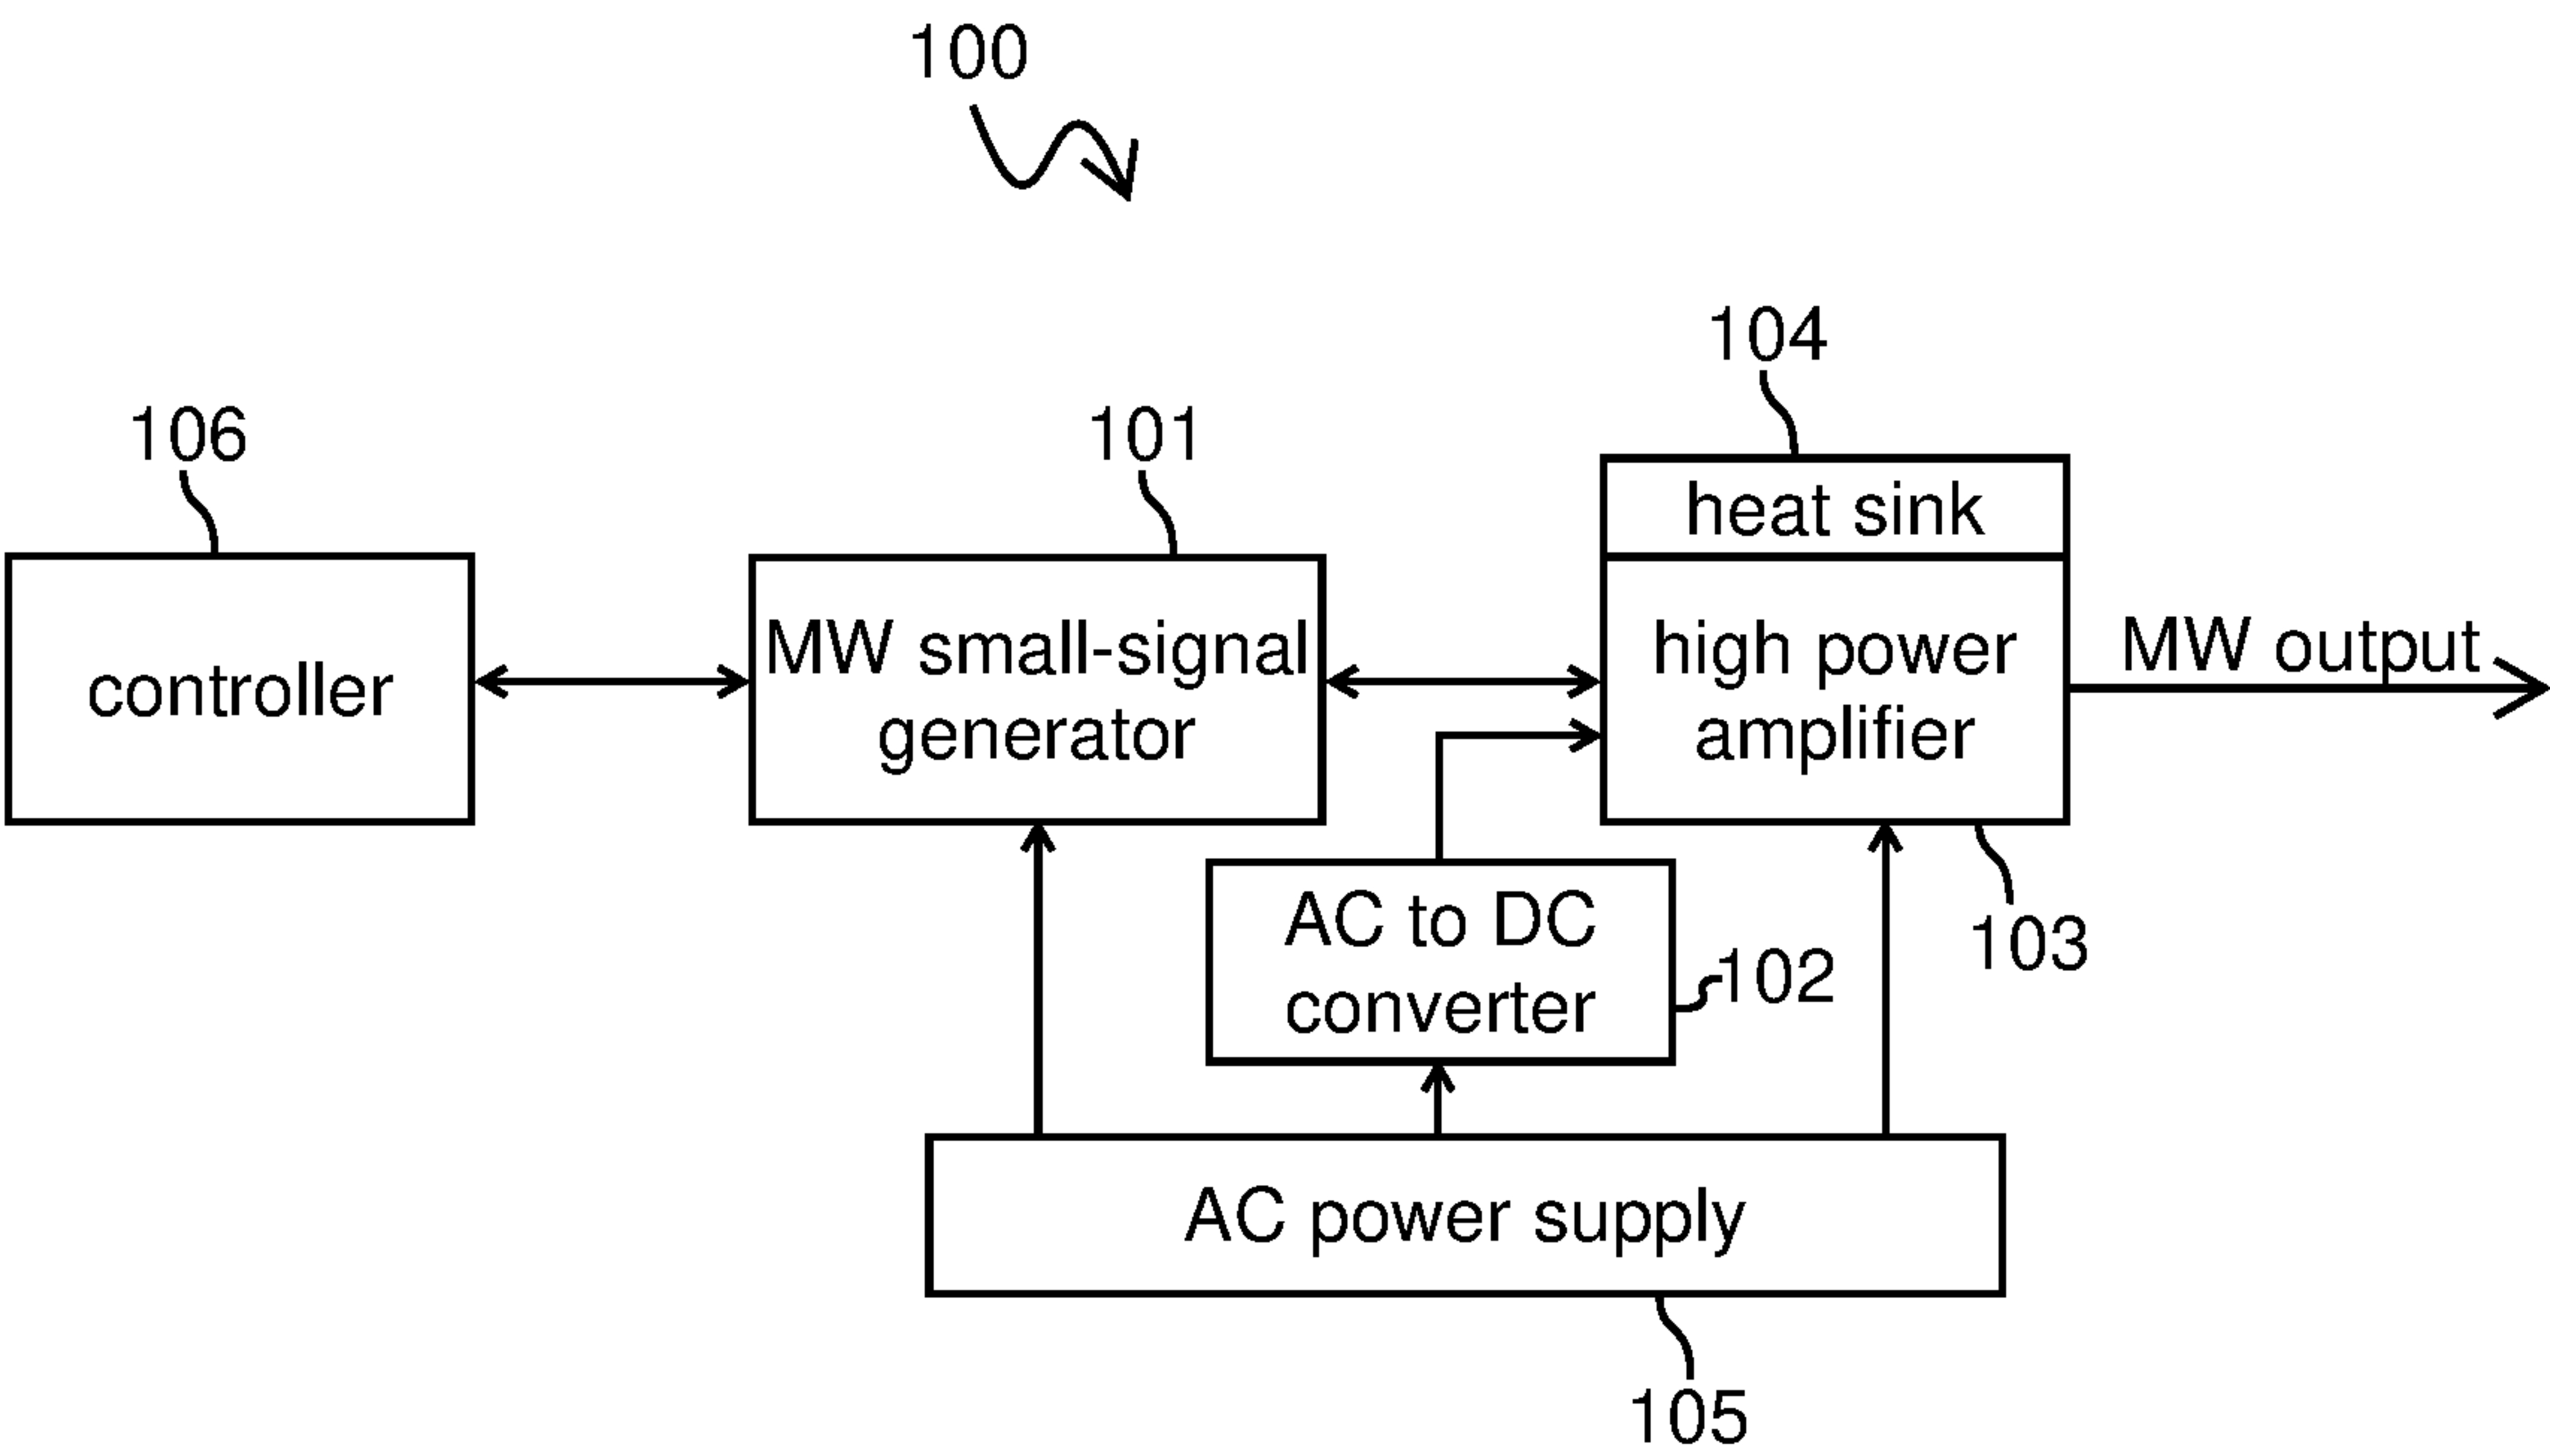 100
104
106
101
heat sink
controller
MW small-signal
generator
high power
amplifier
MW output
AC to DC
converter
102
103
AC power supply
105